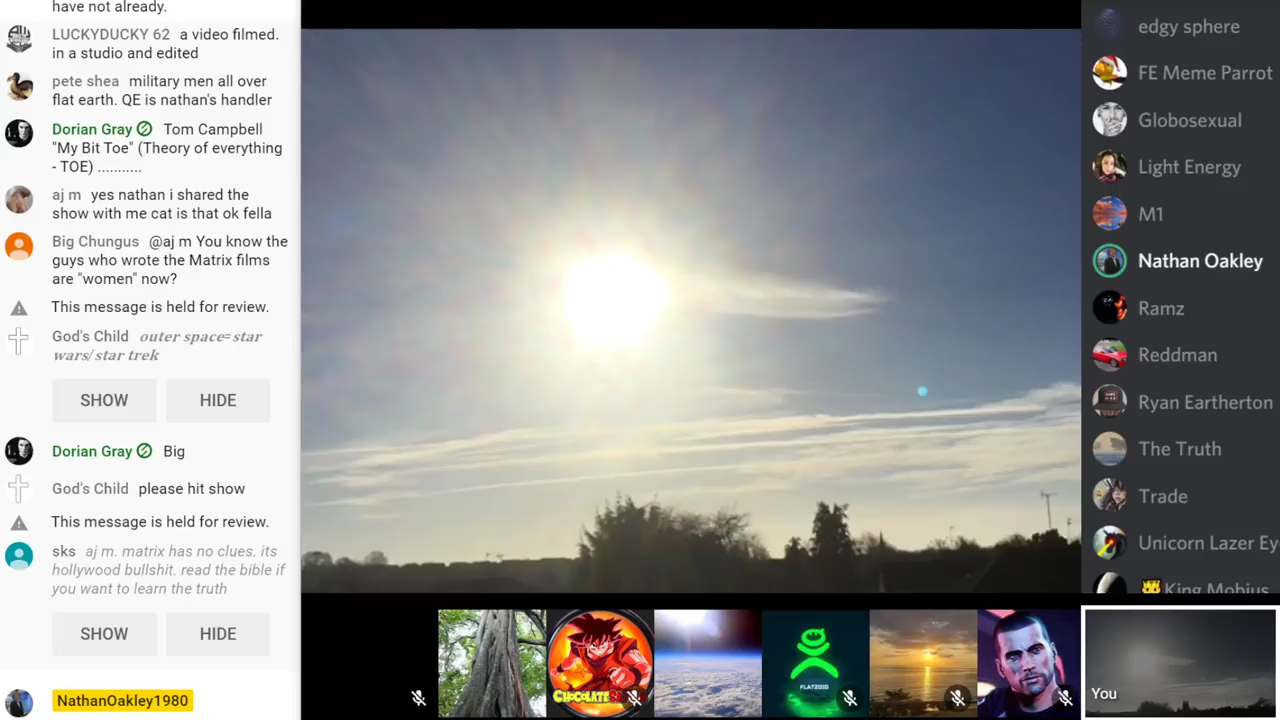 have not already.
LUCKYDUCKY 62 a video filmed.
in a studio and edited
pete shea military men all over
flat earth. QE is nathan's handler
Dorian Gray Tom Campbell
"My Bit Toe" (Theory of everything
- TOE) ...........
aj m yes nathan i shared the
show with me cat is that ok fella
Big Chungus @aj m You know the
guys who wrote the Matrix films
are "women" now?
This message is held for review.
God's Child outer space=star
wars/star trek
SHOW HIDE
Dorian Gray Big
God's Child please hit show
This message is held for review.
sks aj m. matrix has no clues. its
hollywood bullshit. read the bible if
you want to learn the truth
SHOW HIDE
NathanOakley1980
edgy sphere
FE Meme Parrot
Globosexual
Light Energy
M1
Nathan Oakley
Ramz
Reddman
Ryan Eartherton
The Truth
Trade
Unicorn Lazer Ey
King Mobius
FLATZOID
You